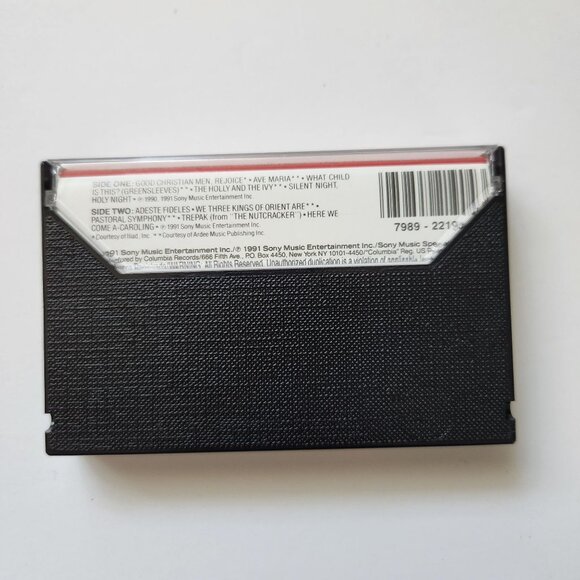 SIDE ONE: GOOD CHRISTIAN MEN, REJOICE* • AVE MARIA** • WHAT CHILD
IS THIS? (GREENSLEEVES)** • THE HOLLY AND THE IVY** • SILENT NIGHT,
HOLY NIGHT • ℗ 1990, 1991 Sony Music Entertainment Inc.
SIDE TWO: ADESTE FIDELES • WE THREE KINGS OF ORIENT ARE** •
PASTORAL SYMPHONY** • TREPAK (from "THE NUTCRACKER") • HERE WE
COME A-CAROLING • ℗ 1991 Sony Music Entertainment Inc.
*Courtesy of Iliad, Inc. **Courtesy of Ardee Music Publishing Inc.
7989 - 2219
1991 Sony Music Entertainment Inc./℗ 1991 Sony Music Entertainment Inc./Sony Music
by Columbia Records/666 Fifth Ave., P.O. Box 4450, New York, NY 10101-4450/"Columbia" Reg. US
WARNING: All Rights Reserved. Unauthorized duplication is a violation of applicable